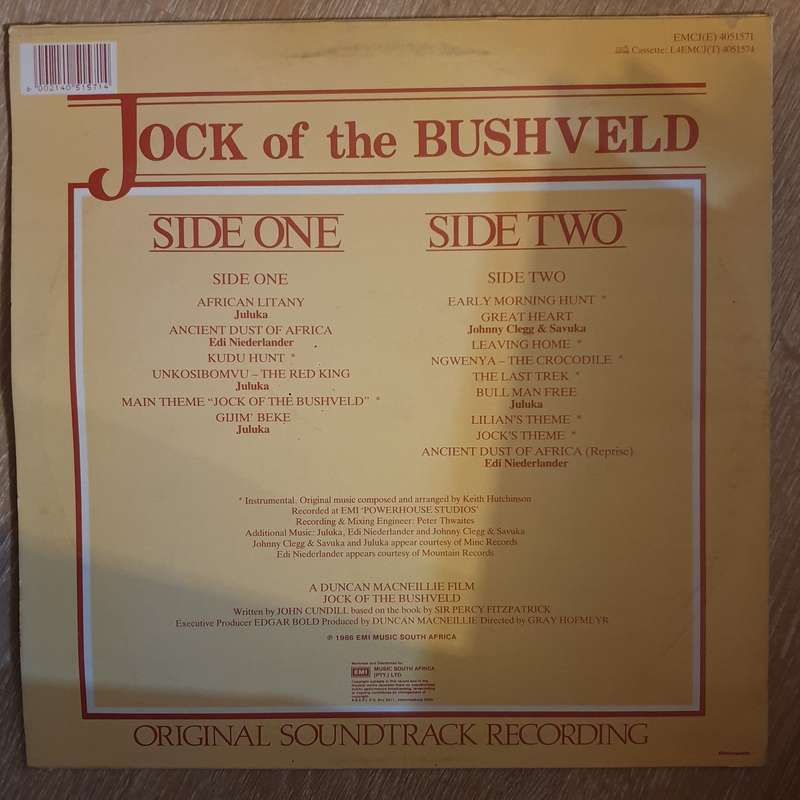 EMCJ(E) 4051571
Cassette: L4EMCJ(T) 4051574
6 002140 515714
JOCK of the BUSHVELD
SIDE ONE
SIDE ONE
AFRICAN LITANY
Juluka
ANCIENT DUST OF AFRICA
Edi Niederlander
KUDU HUNT *
UNKOSIBOMVU – THE RED KING
Juluka
MAIN THEME “JOCK OF THE BUSHVELD” *
GIJIM' BEKE
Juluka
SIDE TWO
SIDE TWO
EARLY MORNING HUNT *
GREAT HEART
Johnny Clegg & Savuka
LEAVING HOME *
NGWENYA – THE CROCODILE *
THE LAST TREK *
BULL MAN FREE
Juluka
LILIAN'S THEME *
JOCK'S THEME *
ANCIENT DUST OF AFRICA (Reprise)
Edi Niederlander
* Instrumental. Original music composed and arranged by Keith Hutchinson
Recorded at EMI ‘POWERHOUSE STUDIOS’
Recording & Mixing Engineer: Peter Thwaites
Additional Music: Juluka, Edi Niederlander and Johnny Clegg & Savuka
Johnny Clegg & Savuka and Juluka appear courtesy of Minc Records
Edi Niederlander appears courtesy of Mountain Records
A DUNCAN MACNEILLIE FILM
JOCK OF THE BUSHVELD
Written by JOHN CUNDILL based on the book by SIR PERCY FITZPATRICK
Executive Producer EDGAR BOLD Produced by DUNCAN MACNEILLIE Directed by GRAY HOFMEYR
℗ 1986 EMI MUSIC SOUTH AFRICA
EMI
MUSIC SOUTH AFRICA
(PTY.) LTD.
ORIGINAL SOUNDTRACK RECORDING